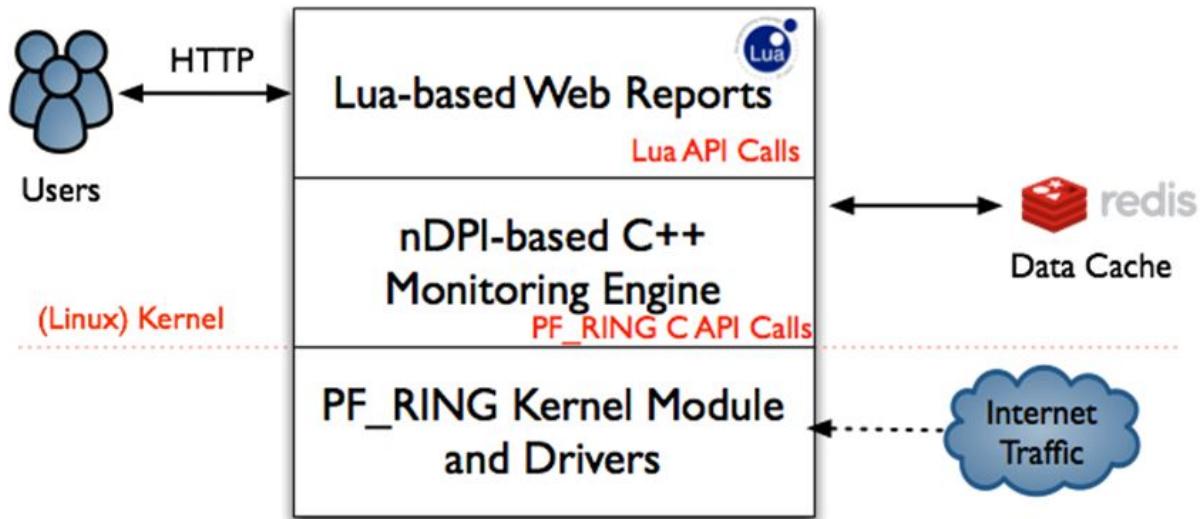 HTTP
Lua
Lua-based Web Reports
Lua API Calls
Users
redis
nDPI-based C++
Monitoring Engine
Data Cache
(Linux) Kernel
PF_RING C API Calls
PF_RING Kernel Module
and Drivers
Internet
Traffic